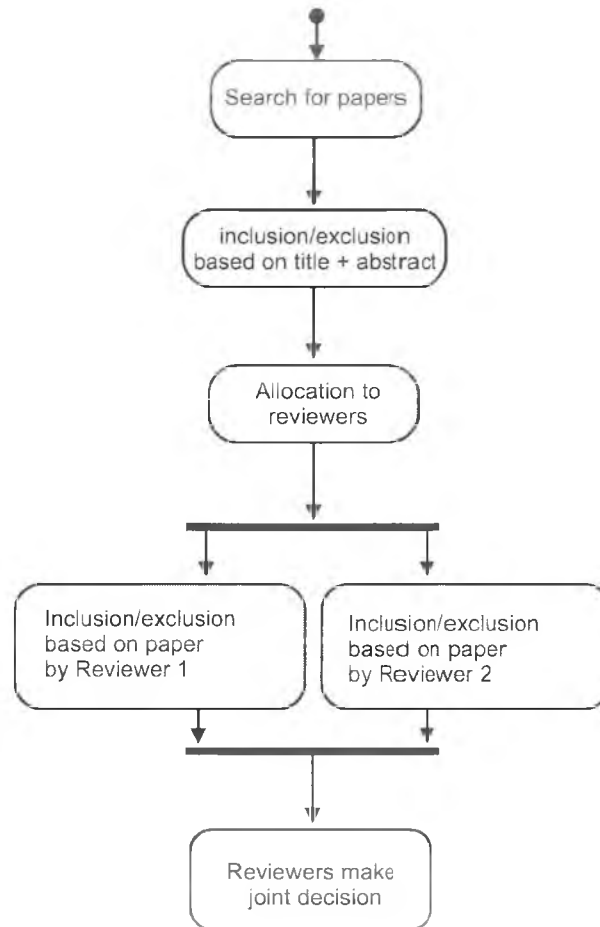 Search for papers
inclusion/exclusion
based on title + abstract
Allocation to
reviewers
Inclusion/exclusion
based on paper
by Reviewer 1
Inclusion/exclusion
based on paper
by Reviewer 2
Reviewers make
joint decision